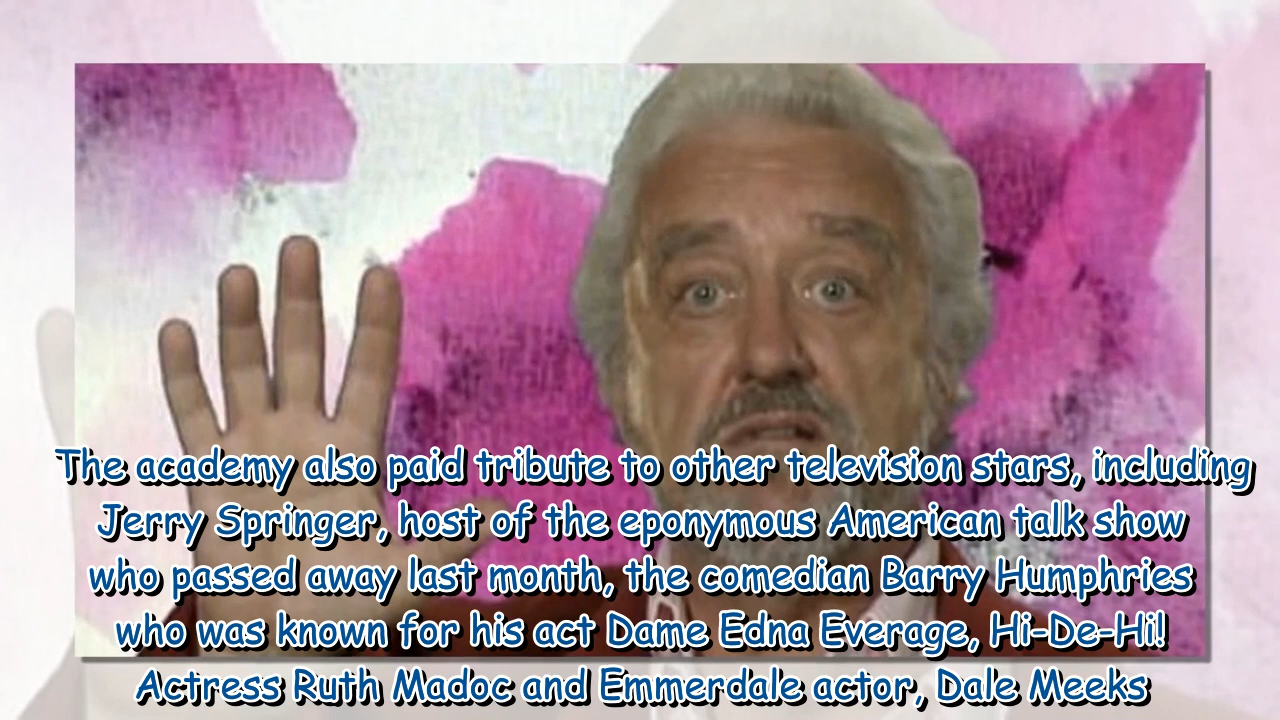 The academy also paid tribute to other television stars, including
Jerry Springer, host of the eponymous American talk show
who passed away last month, the comedian Barry Humphries
who was known for his act Dame Edna Everage, Hi-De-Hi!
Actress Ruth Madoc and Emmerdale actor, Dale Meeks